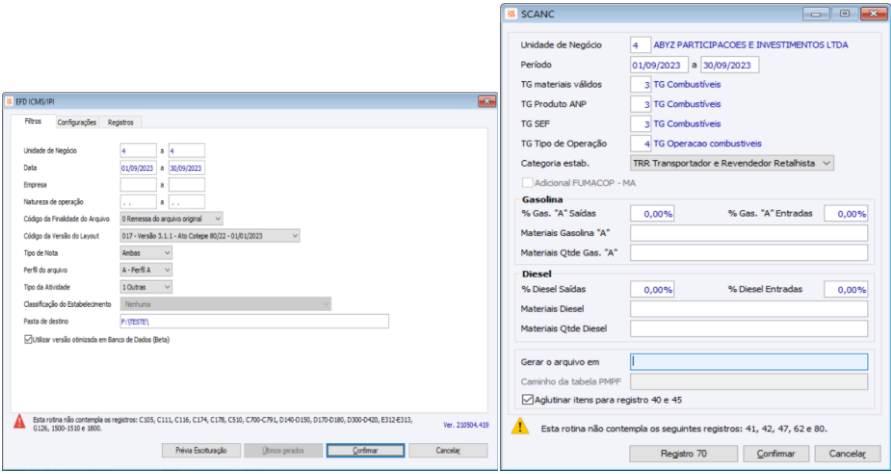 EFD ICMS/IPI
Filtros Configurações Registros
Unidade de Negócio 4 a 4
Data 01/09/2023 a 30/09/2023
Empresa a
Natureza de operação . . a . .
Código da Finalidade do Arquivo 0 Remessa do arquivo original
Código da Versão do Layout 017 - Versão 3.1.1 - Ato Cotepe 80/22 - 01/01/2023
Tipo de Nota Ambas
Perfil do arquivo A - Perfil A
Tipo da Atividade 1 Outras
Classificação do Estabelecimento Nenhuma
Pasta de destino P:\TESTE\
Utilizar versão otimizada em Banco de Dados (Beta)
Esta rotina não contempla os registros: C105, C111, C116, C174, C178, C510, C700-C791, D140-D150, D170-D180, D300-D420, E312-E313,
G126, 1500-1510 e 1800.
Ver. 210504.419
Prévia Escrituração Últimos gerados Confirmar Cancelar
SCANC
Unidade de Negócio 4 ABYZ PARTICIPACOES E INVESTIMENTOS LTDA
Período 01/09/2023 a 30/09/2023
TG materiais válidos 3 TG Combustíveis
TG Produto ANP 3 TG Combustíveis
TG SEF 3 TG Combustíveis
TG Tipo de Operação 4 TG Operacao combustiveis
Categoria estab. TRR Transportador e Revendedor Retalhista
Adicional FUMACOP - MA
Gasolina
% Gas. "A" Saídas 0,00% % Gas. "A" Entradas 0,00%
Materiais Gasolina "A"
Materiais Qtde Gas. "A"
Diesel
% Diesel Saídas 0,00% % Diesel Entradas 0,00%
Materiais Diesel
Materiais Qtde Diesel
Gerar o arquivo em
Caminho da tabela PMPF
Aglutinar itens para registro 40 e 45
Esta rotina não contempla os seguintes registros: 41, 42, 47, 62 e 80.
Registro 70 Confirmar Cancelar